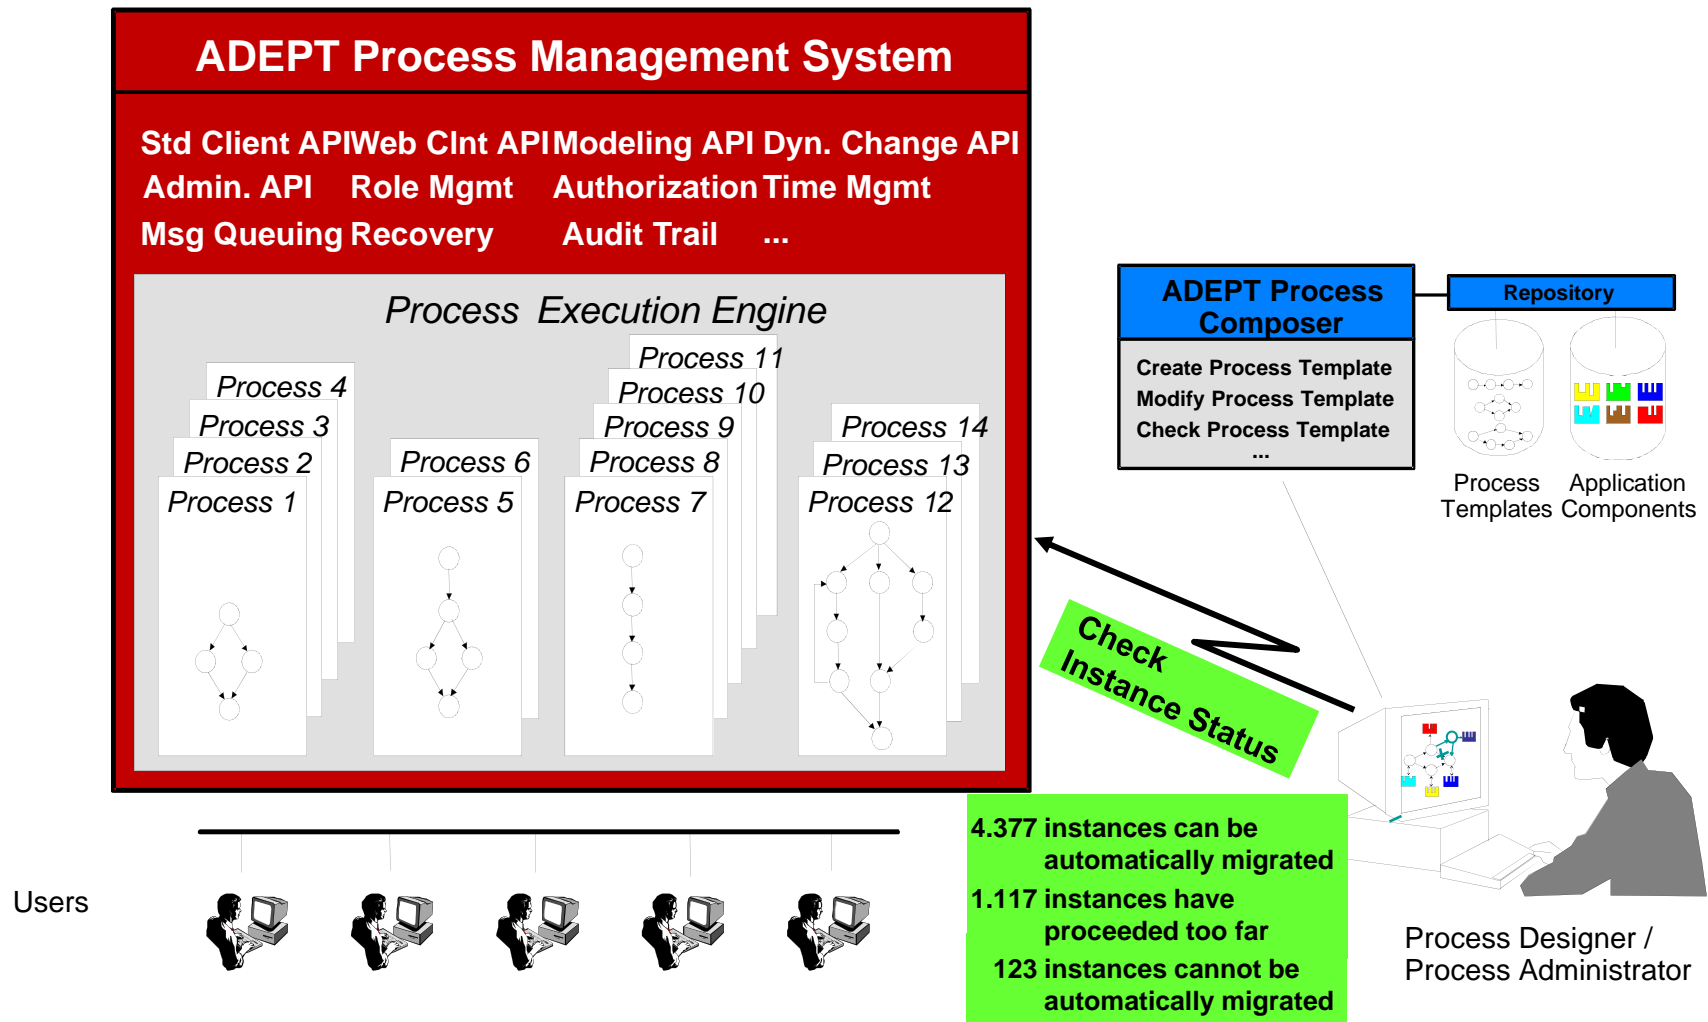 ADEPT Process Management System
Std Client API Web Clnt API Modeling API Dyn. Change API
Admin. API Role Mgmt Authorization Time Mgmt
Msg Queuing Recovery Audit Trail ...
Process Execution Engine
Process 11
Process 4
Process 10
Process 3
Process 9
Process 14
Process 2
Process 6
Process 8
Process 13
Process 1
Process 5
Process 7
Process 12
ADEPT Process
Composer
Create Process Template
Modify Process Template
Check Process Template
...
Repository
Process
Templates
Application
Components
Check
Instance Status
4.377 instances can be
automatically migrated
1.117 instances have
proceeded too far
123 instances cannot be
automatically migrated
Users
Process Designer /
Process Administrator